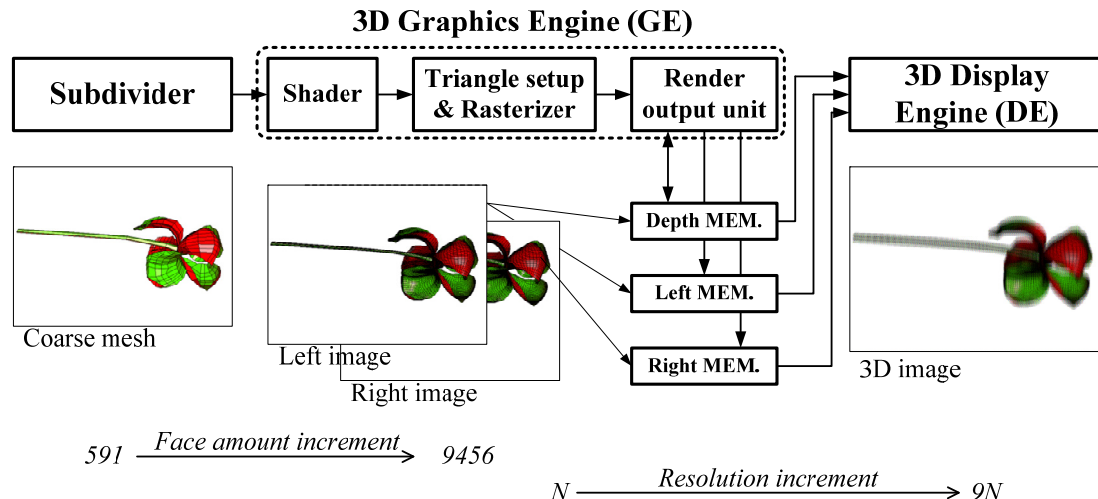 3D Graphics Engine (GE)
Subdivider
Shader
Triangle setup
& Rasterizer
Render
output unit
3D Display
Engine (DE)
Depth MEM.
Left MEM.
Right MEM.
Coarse mesh
Left image
Right image
3D image
591
Face amount increment
9456
N
Resolution increment
9N